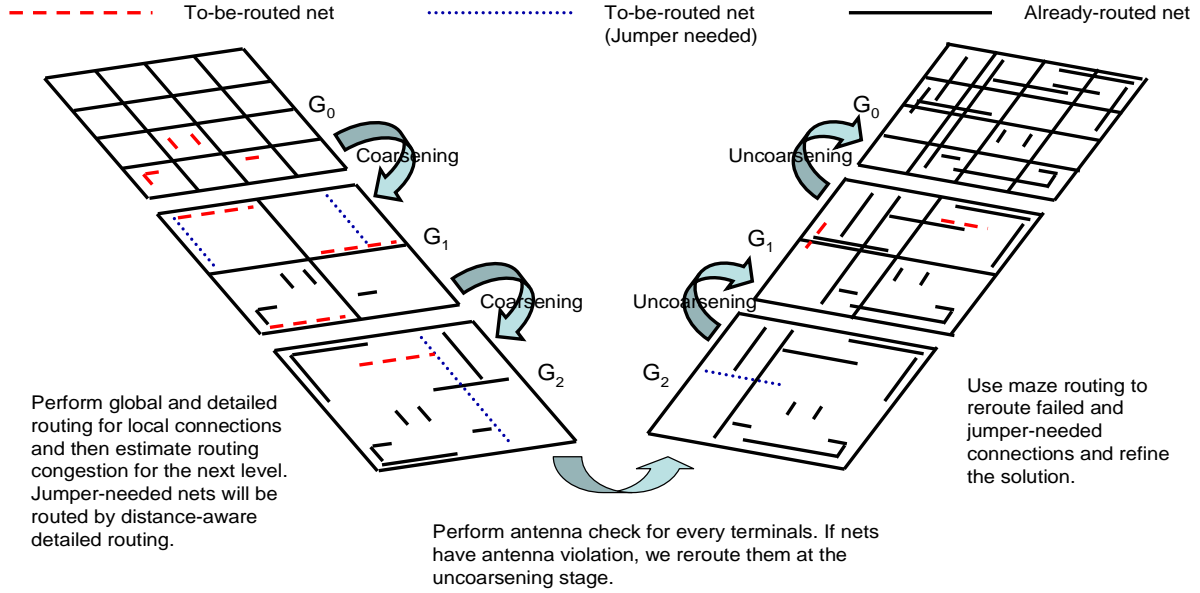 To-be-routed net
To-be-routed net
(Jumper needed)
Already-routed net
G0
Coarsening
G1
Coarsening
G2
G0
Uncoarsening
G1
Uncoarsening
G2
Perform global and detailed
routing for local connections
and then estimate routing
congestion for the next level.
Jumper-needed nets will be
routed by distance-aware
detailed routing.
Perform antenna check for every terminals. If nets
have antenna violation, we reroute them at the
uncoarsening stage.
Use maze routing to
reroute failed and
jumper-needed
connections and refine
the solution.